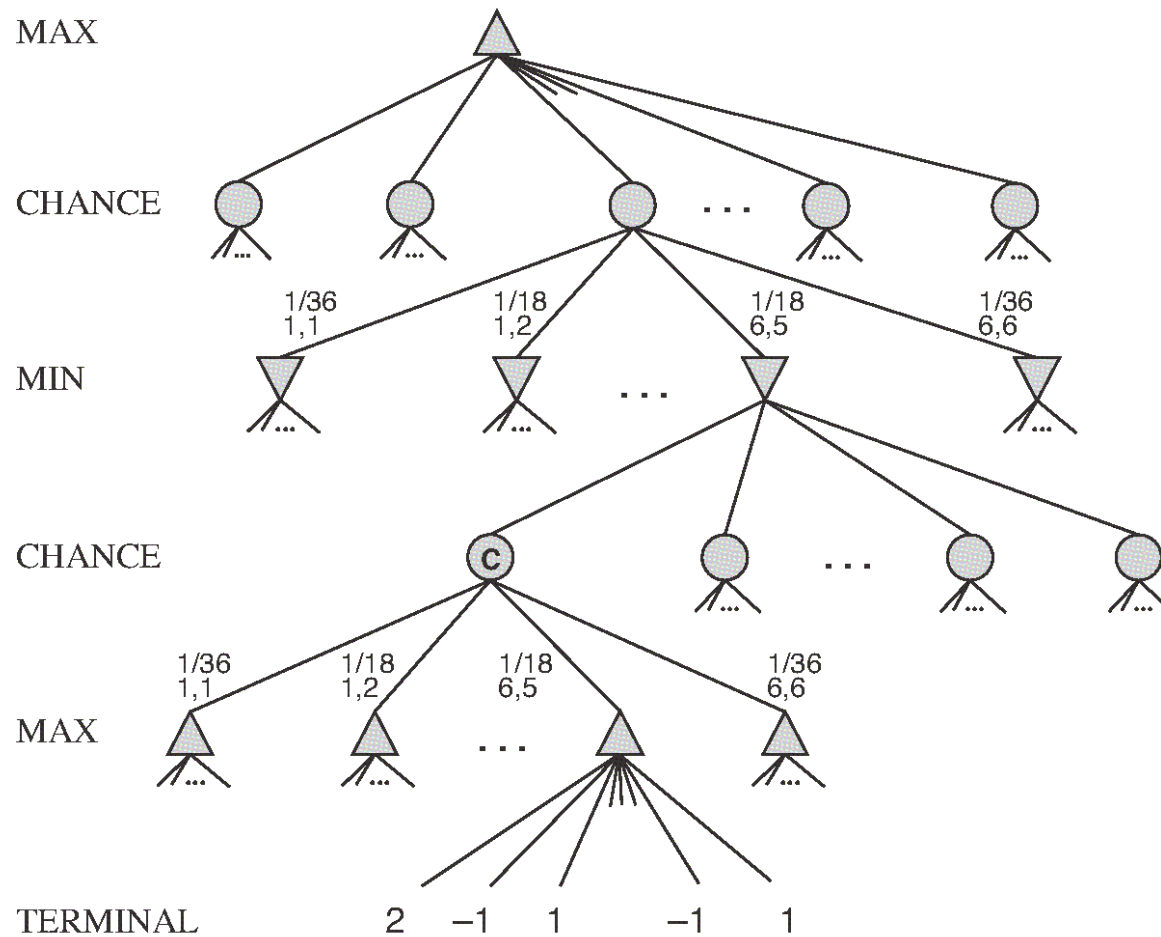 MAX
CHANCE
...
... ... ... ...
1/36 1/18 1/18 1/36
1,1 1,2 6,5 6,6
MIN
...
... ... ...
CHANCE
C
...
... ... ...
1/36 1/18 1/18 1/36
1,1 1,2 6,5 6,6
MAX
...
... ... ...
TERMINAL 2 –1 1 –1 1